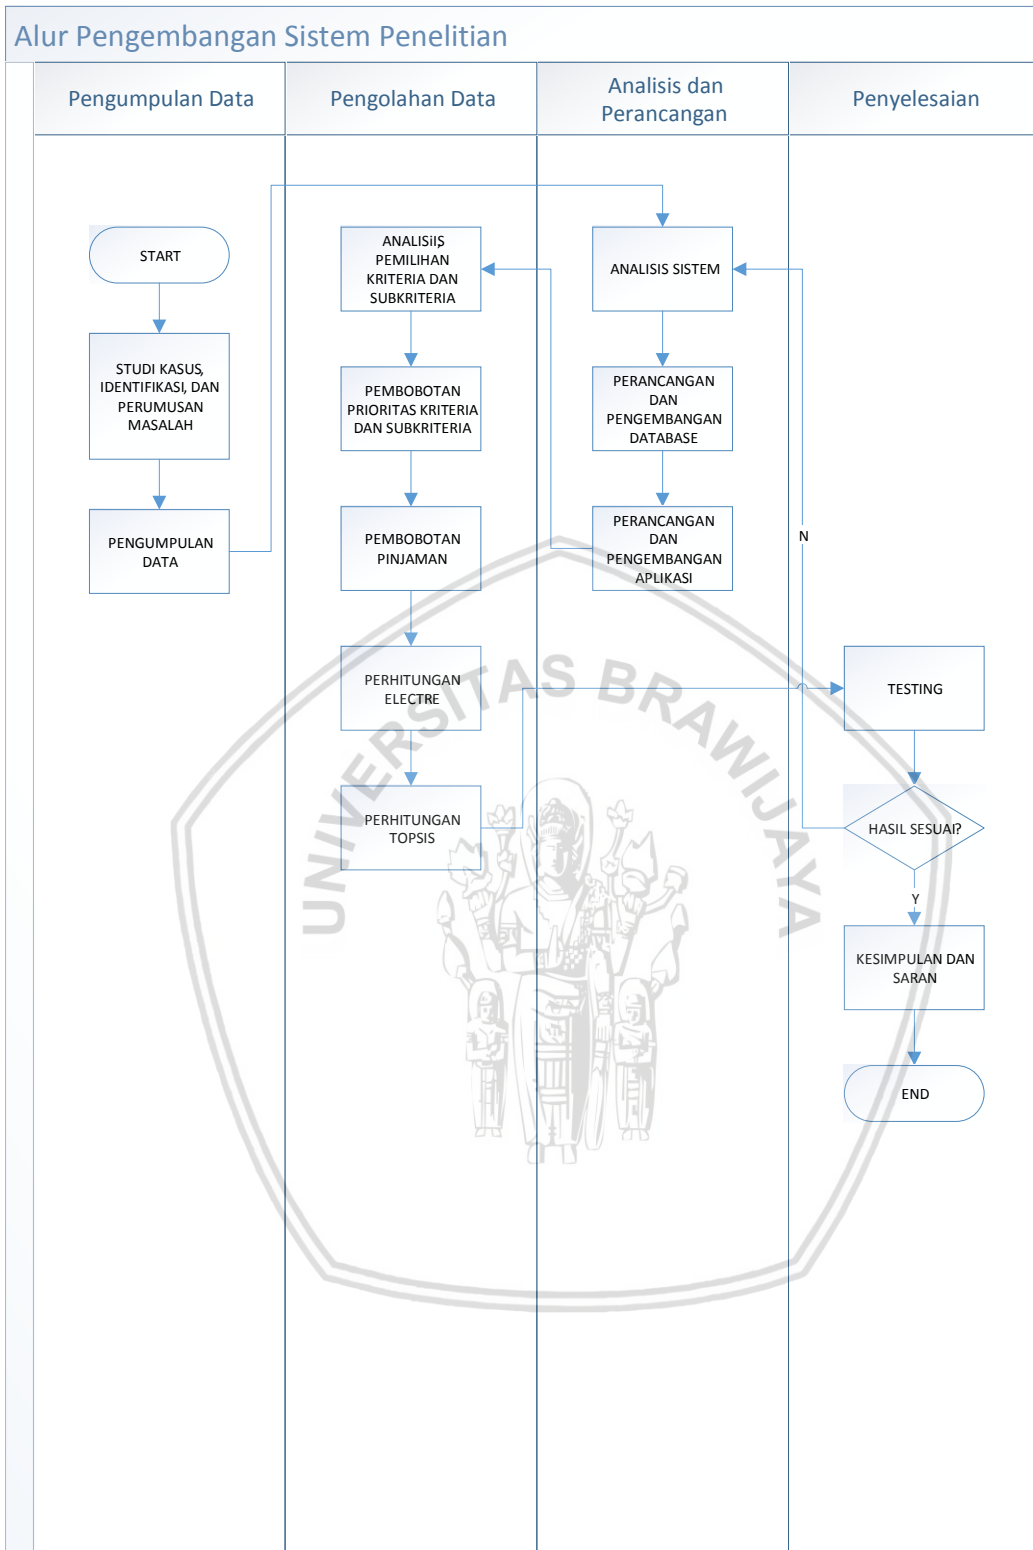 Alur Pengembangan Sistem Penelitian
Pengumpulan Data
Pengolahan Data
Analisis dan
Perancangan
Penyelesaian
START
STUDI KASUS,
IDENTIFIKASI, DAN
PERUMUSAN
MASALAH
PENGUMPULAN
DATA
ANALISiIS
PEMILIHAN
KRITERIA DAN
SUBKRITERIA
PEMBOBOTAN
PRIORITAS KRITERIA
DAN SUBKRITERIA
PEMBOBOTAN
PINJAMAN
PERHITUNGAN
ELECTRE
PERHITUNGAN
TOPSIS
ANALISIS SISTEM
PERANCANGAN
DAN
PENGEMBANGAN
DATABASE
PERANCANGAN
DAN
PENGEMBANGAN
APLIKASI
N
TESTING
HASIL SESUAI?
Y
KESIMPULAN DAN
SARAN
END
UNIVERSITAS BRAWIJAYA